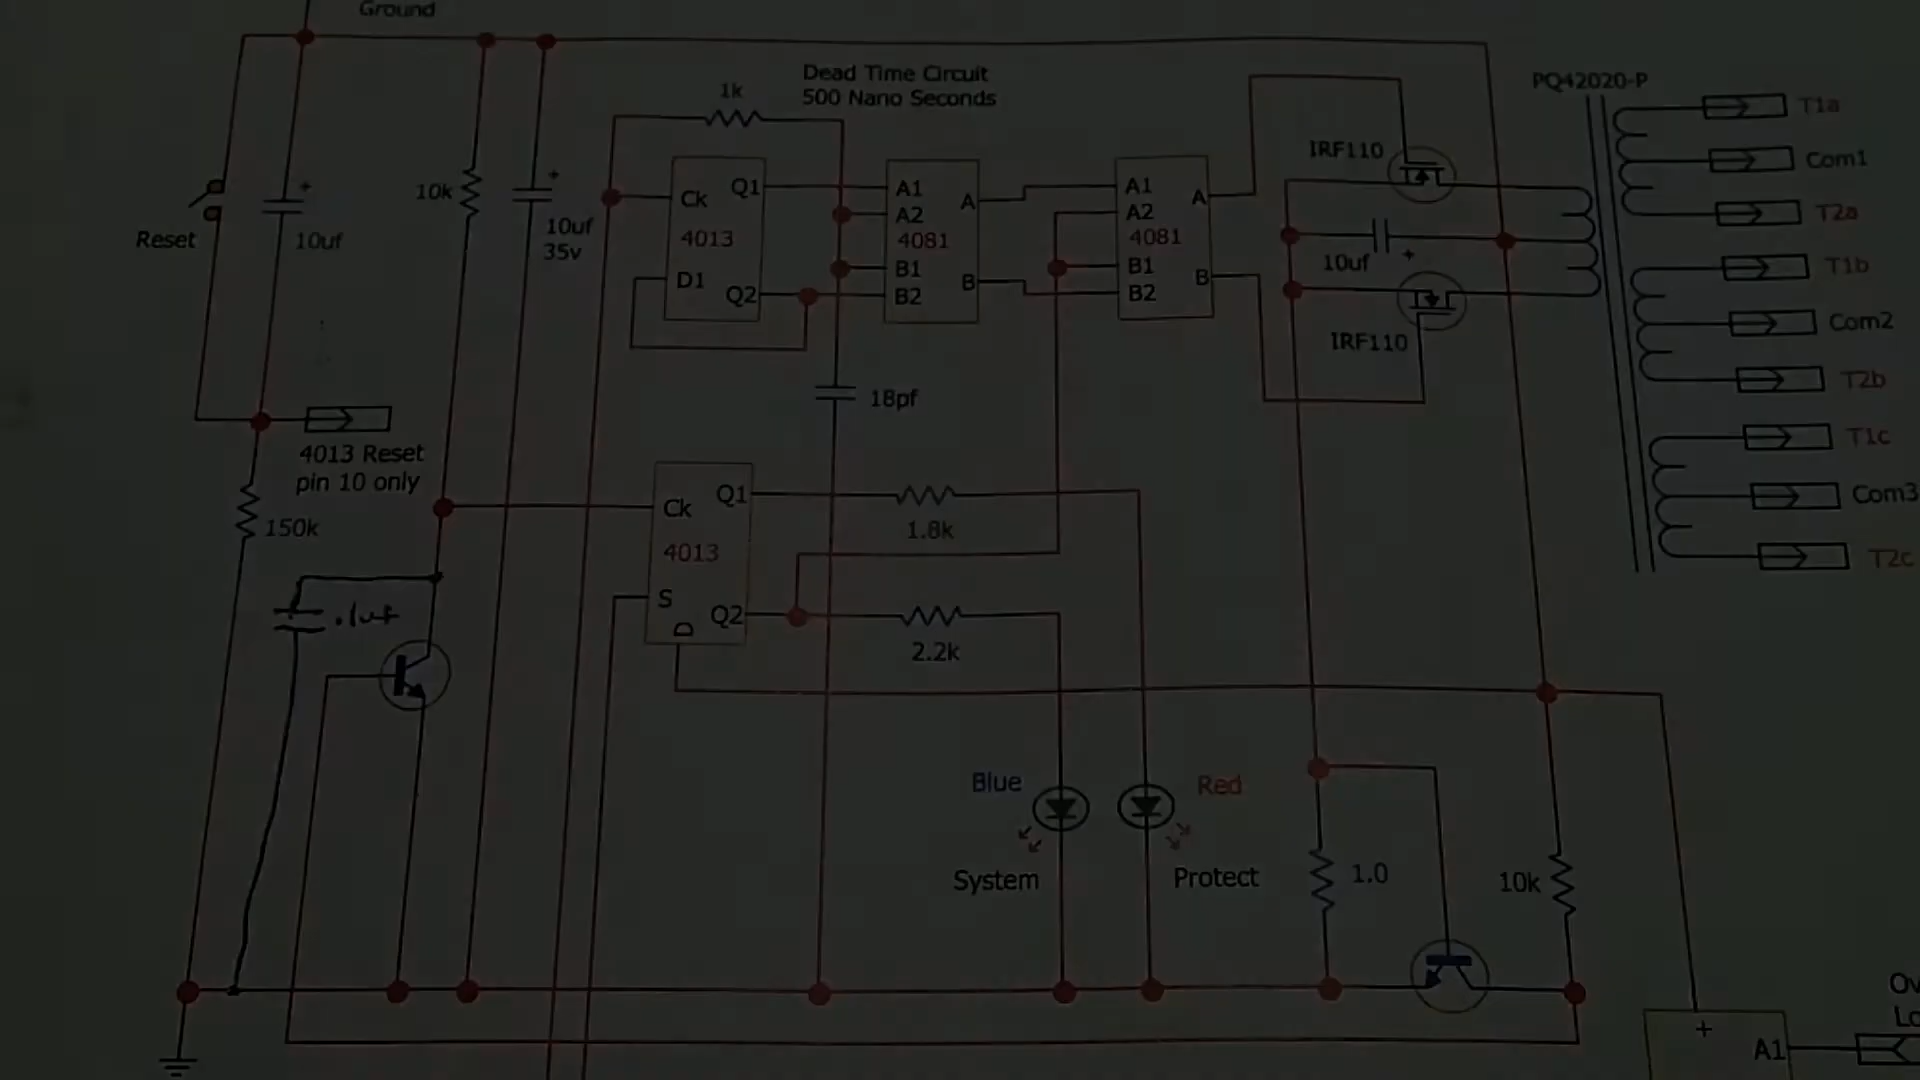 Ground
Dead Time Circuit
500 Nano Seconds
1k
PQ42020-P
T1a
Com1
T2a
T1b
Com2
T2b
T1c
Com3
T2c
IRF110
10uf
+
IRF110
10k
+
10uf
35v
+
10uf
Reset
Ck
Q1
4013
D1
Q2
A1
A2
4081
B1
B2
A
B
A1
A2
4081
B1
B2
A
B
18pf
4013 Reset
pin 10 only
150k
.1uf
Ck
Q1
4013
S
Q2
D
1.8k
2.2k
Blue
System
Red
Protect
1.0
10k
+
A1